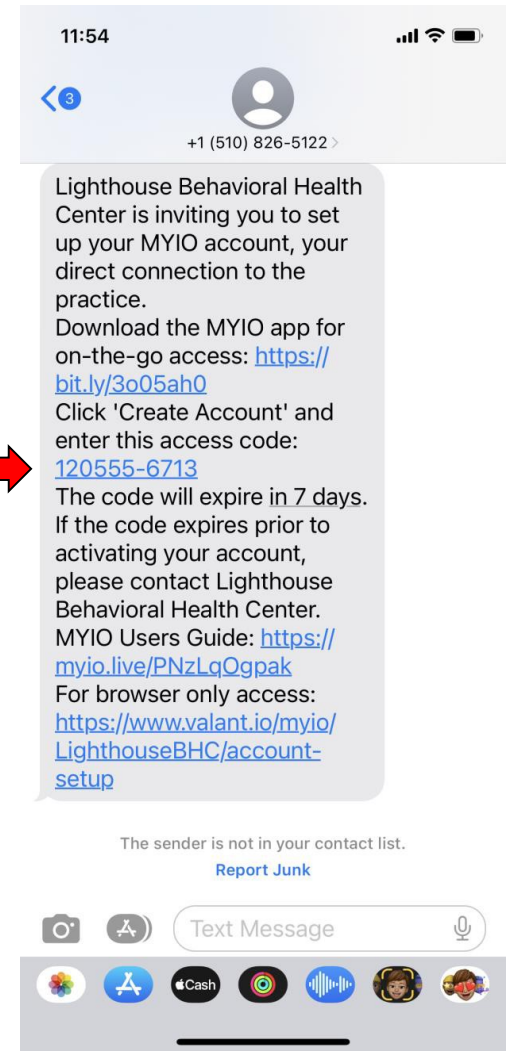 11:54
3
+1 (510) 826-5122
Lighthouse Behavioral Health
Center is inviting you to set
up your MYIO account, your
direct connection to the
practice.
Download the MYIO app for
on-the-go access: https://
bit.ly/3o05ah0
Click 'Create Account' and
enter this access code:
120555-6713
The code will expire in 7 days.
If the code expires prior to
activating your account,
please contact Lighthouse
Behavioral Health Center.
MYIO Users Guide: https://
myio.live/PNzLqOgpak
For browser only access:
https://www.valant.io/myio/
LighthouseBHC/account-
setup
The sender is not in your contact list.
Report Junk
Text Message
Cash